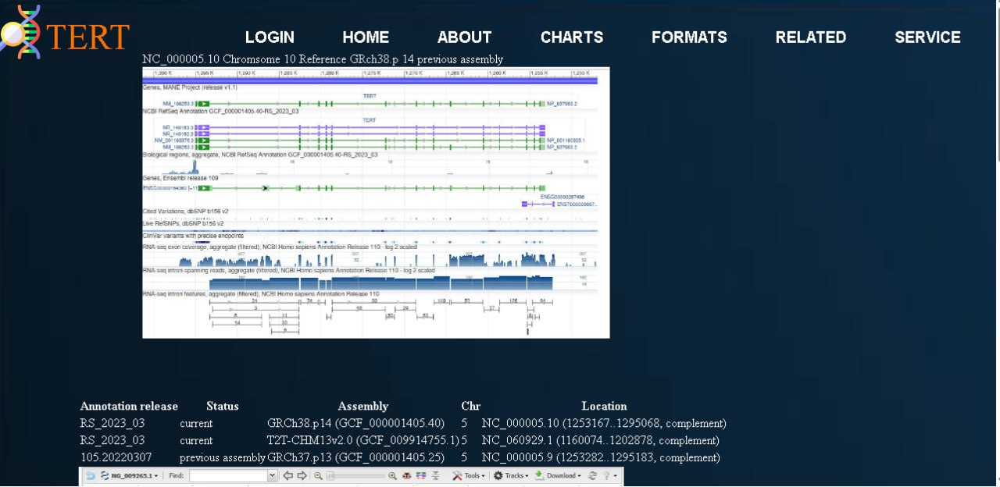 TERT
LOGIN HOME ABOUT CHARTS FORMATS RELATED SERVICE
NC_000005.10 Chromsome 10 Reference GRch38.p 14 previous assembly
1,300 K 1,295 K 1,290 K 1,285 K 1,280 K 1,275 K 1,270 K 1,265 K 1,260 K 1,255 K 1,250 K
Genes, MANE Project (release v1.1)
TERT
NM_198253.3 NP_937983.2
NCBI RefSeq Annotation GCF_000001405.40-RS_2023_03
TERT
NR_149163.3
NR_149162.3
NM_001193376.3 NP_001180305.1
NM_198253.3 NP_937983.2
Biological regions, aggregate, NCBI RefSeq Annotation GCF_000001405.40-RS_2023_03
16 16 16 16
Genes, Ensembl release 109
ENSG00000164362 [+11]
ENSG00000287486
Cited Variations, dbSNP b156 v2
Live RefSNPs, dbSNP b156 v2
ClinVar variants with precise endpoints
RNA-seq exon coverage, aggregate (filtered), NCBI Homo sapiens Annotation Release 110 - log 2 scaled
RNA-seq intron-spanning reads, aggregate (filtered), NCBI Homo sapiens Annotation Release 110 - log 2 scaled
RNA-seq intron features, aggregate (filtered), NCBI Homo sapiens Annotation Release 110
24 74 30 149 52 126 94
5 56 39 27
6 11 50 53 8
14 30
6
Annotation release Status Assembly Chr Location
RS_2023_03 current GRCh38.p14 (GCF_000001405.40) 5 NC_000005.10 (1253167..1295068, complement)
RS_2023_03 current T2T-CHM13v2.0 (GCF_009914755.1) 5 NC_060929.1 (1160074..1202878, complement)
105.20220307 previous assembly GRCh37.p13 (GCF_000001405.25) 5 NC_000005.9 (1253282..1295183, complement)
NG_009265.1 Find: Tools Tracks Download ?